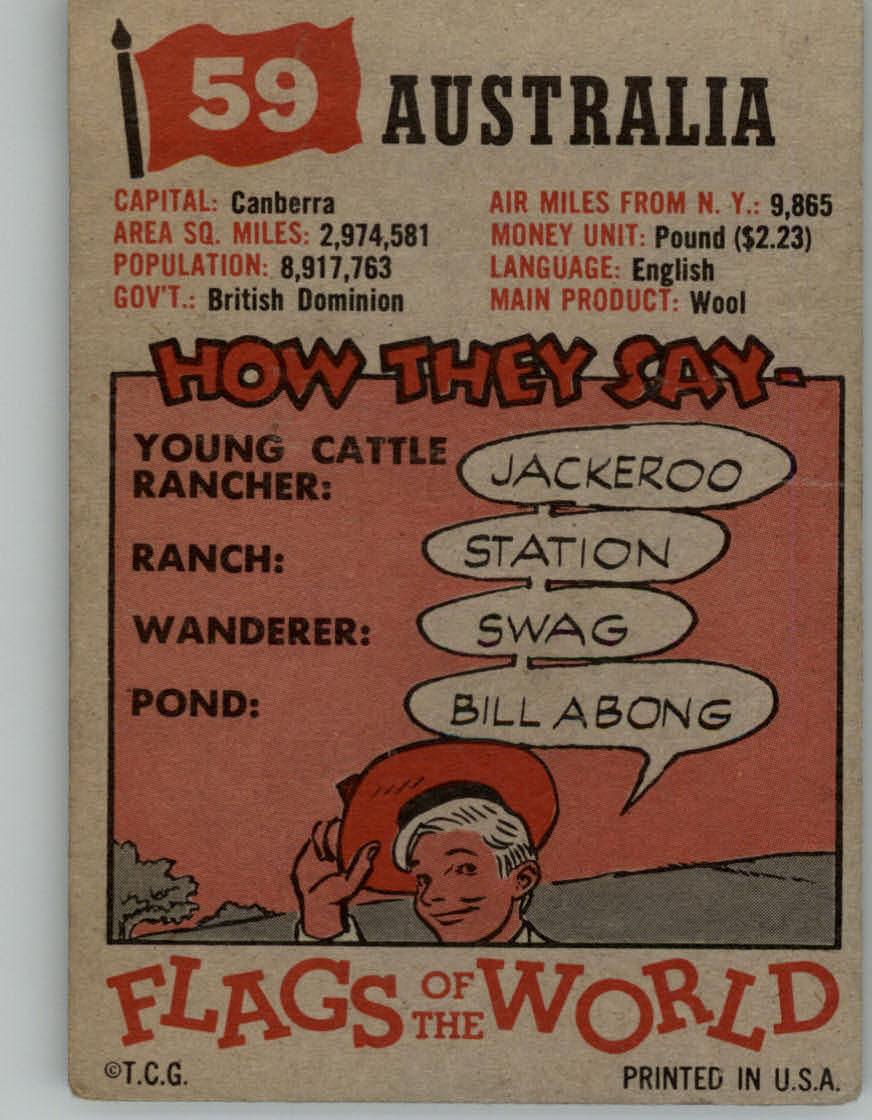 59 AUSTRALIA
CAPITAL: Canberra
AREA SQ. MILES: 2,974,581
POPULATION: 8,917,763
GOV'T.: British Dominion
AIR MILES FROM N. Y.: 9,865
MONEY UNIT: Pound ($2.23)
LANGUAGE: English
MAIN PRODUCT: Wool
HOW THEY SAY-
YOUNG CATTLE
RANCHER: JACKEROO
RANCH: STATION
WANDERER: SWAG
POND: BILLABONG
FLAGS OF THE WORLD
©T.C.G.
PRINTED IN U.S.A.